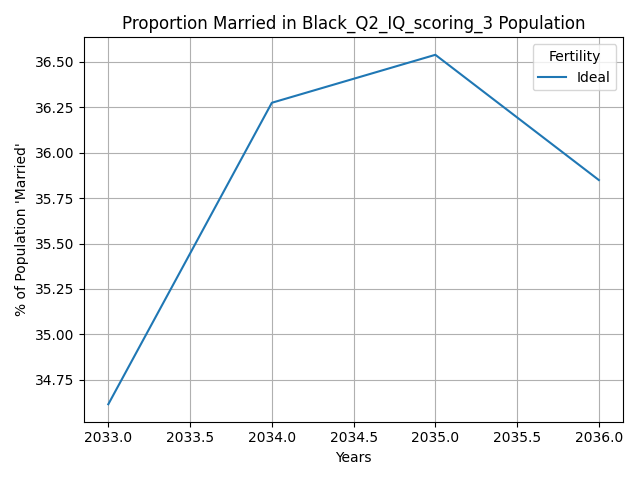 Proportion Married in Black_Q2_IQ_scoring_3 Population
% of Population 'Married'
36.50
36.25
36.00
35.75
35.50
35.25
35.00
34.75
Fertility
Ideal
2033.0 2033.5 2034.0 2034.5 2035.0 2035.5 2036.0
Years